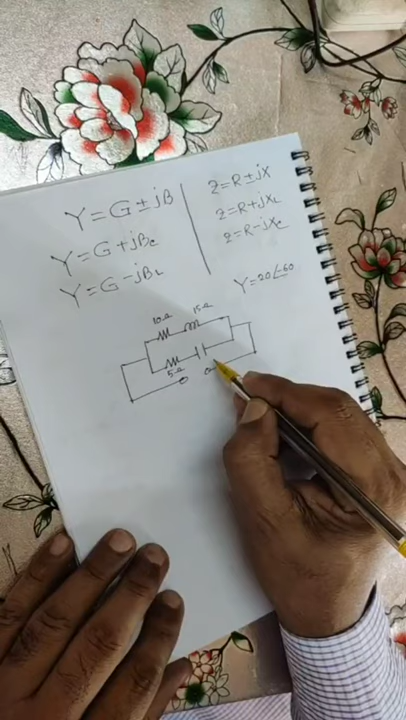 Y = G ± jB
Y = G + jBc
Y = G - jBL
Z = R ± jX
Z = R + jXL
Z = R - jXc
Y = 20∠-60
10Ω 15Ω
5Ω